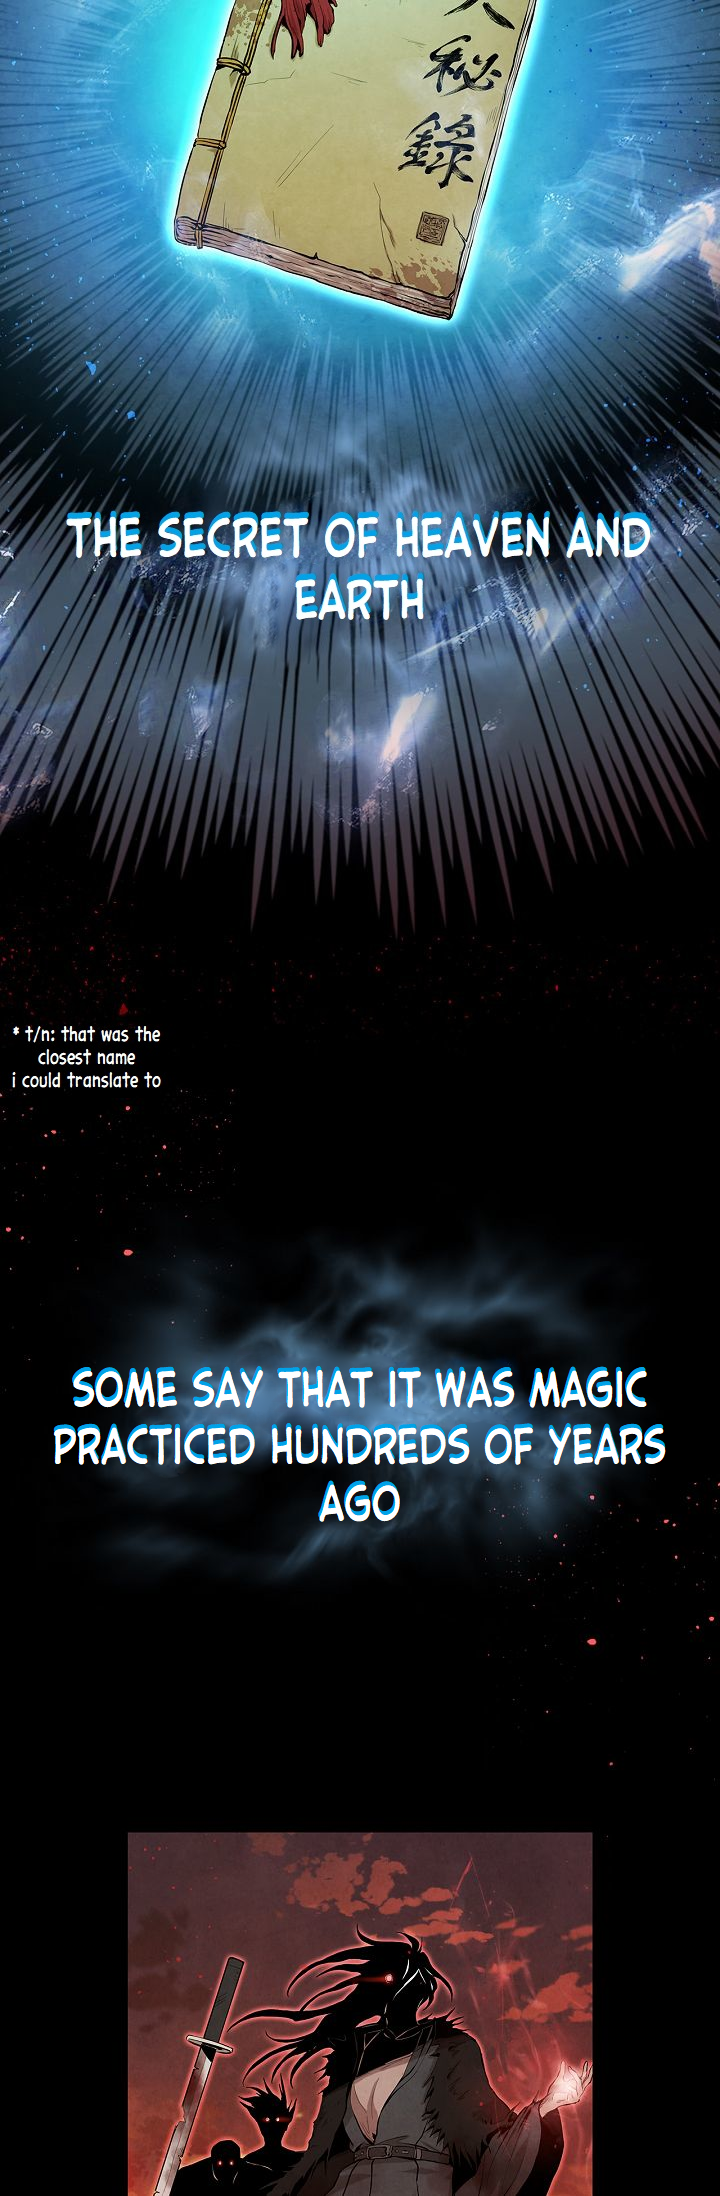 秘
錄
THE SECRET OF HEAVEN AND
EARTH
* t/n: that was the
closest name
i could translate to
SOME SAY THAT IT WAS MAGIC
PRACTICED HUNDREDS OF YEARS
AGO